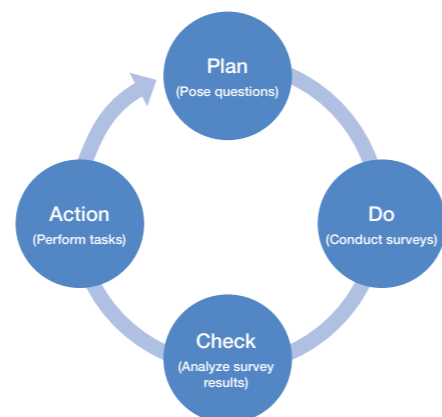 Plan
(Pose questions)
Do
(Conduct surveys)
Check
(Analyze survey
results)
Action
(Perform tasks)